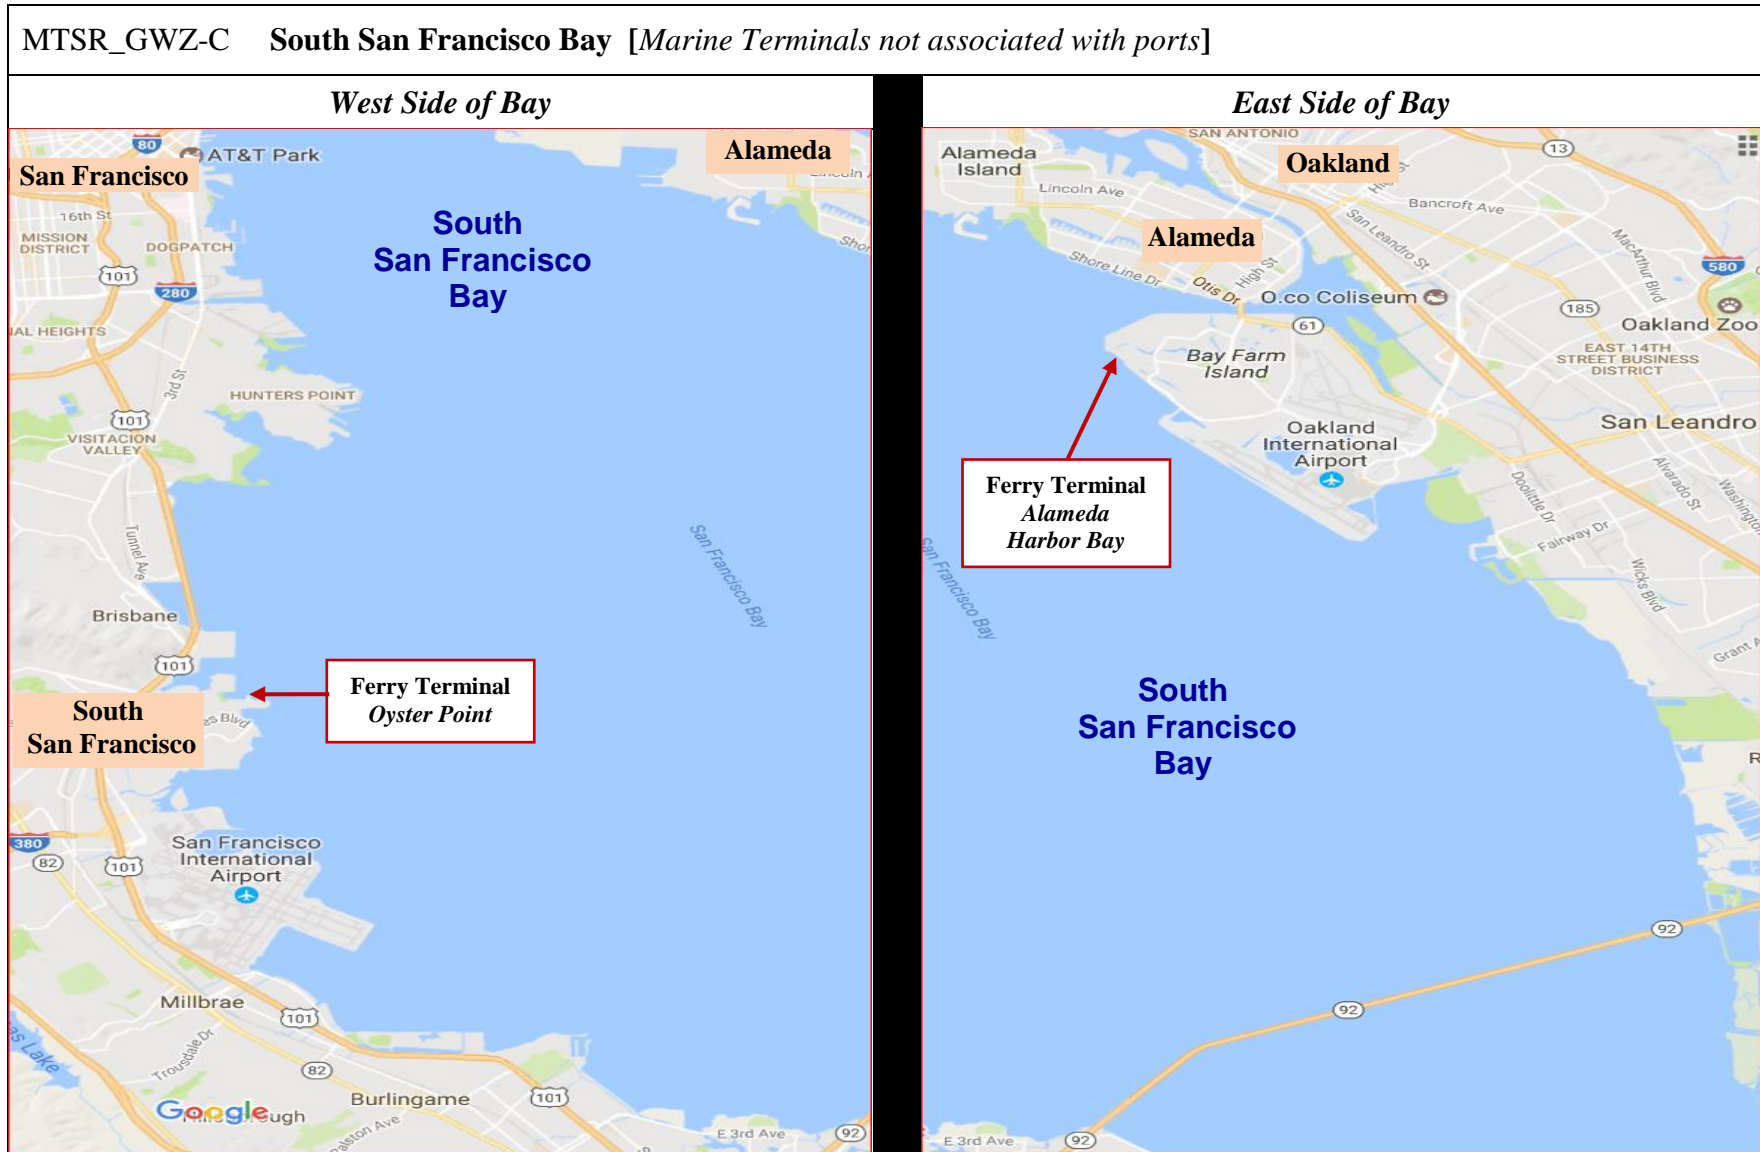 MTSR_GWZ-C South San Francisco Bay [Marine Terminals not associated with ports]
West Side of Bay
80
AT&T Park
Alameda
San Francisco
Lincoln
16th St
MISSION
DISTRICT
DOGPATCH
South
San Francisco
Bay
101
280
3rd St
HUNTERS POINT
101
VISITACION
VALLEY
Tunnel Ave
San Francisco Bay
Brisbane
101
Ferry Terminal
Oyster Point
South
San Francisco
Blvd
380
82
101
San Francisco
International
Airport
Millbrae
101
Trousdale Dr
82
Google
ugh
Burlingame
101
E 3rd Ave
92
East Side of Bay
SAN ANTONIO
13
Alameda
Island
Oakland
Lincoln Ave
Bancroft Ave
San Leandro St
MacArthur Blvd
Alameda
Shore Line Dr
Otis Dr
High St
580
O.co Coliseum
61
185
Oakland Zoo
Bay Farm
Island
EAST 14TH
STREET BUSINESS
DISTRICT
Oakland
International
Airport
San Leandro
Ferry Terminal
Alameda
Harbor Bay
Doolittle Dr
Alvarado St
Washington
Fairway Dr
Wicks Blvd
San Francisco Bay
Grant A
South
San Francisco
Bay
R
92
92
E 3rd Ave
92